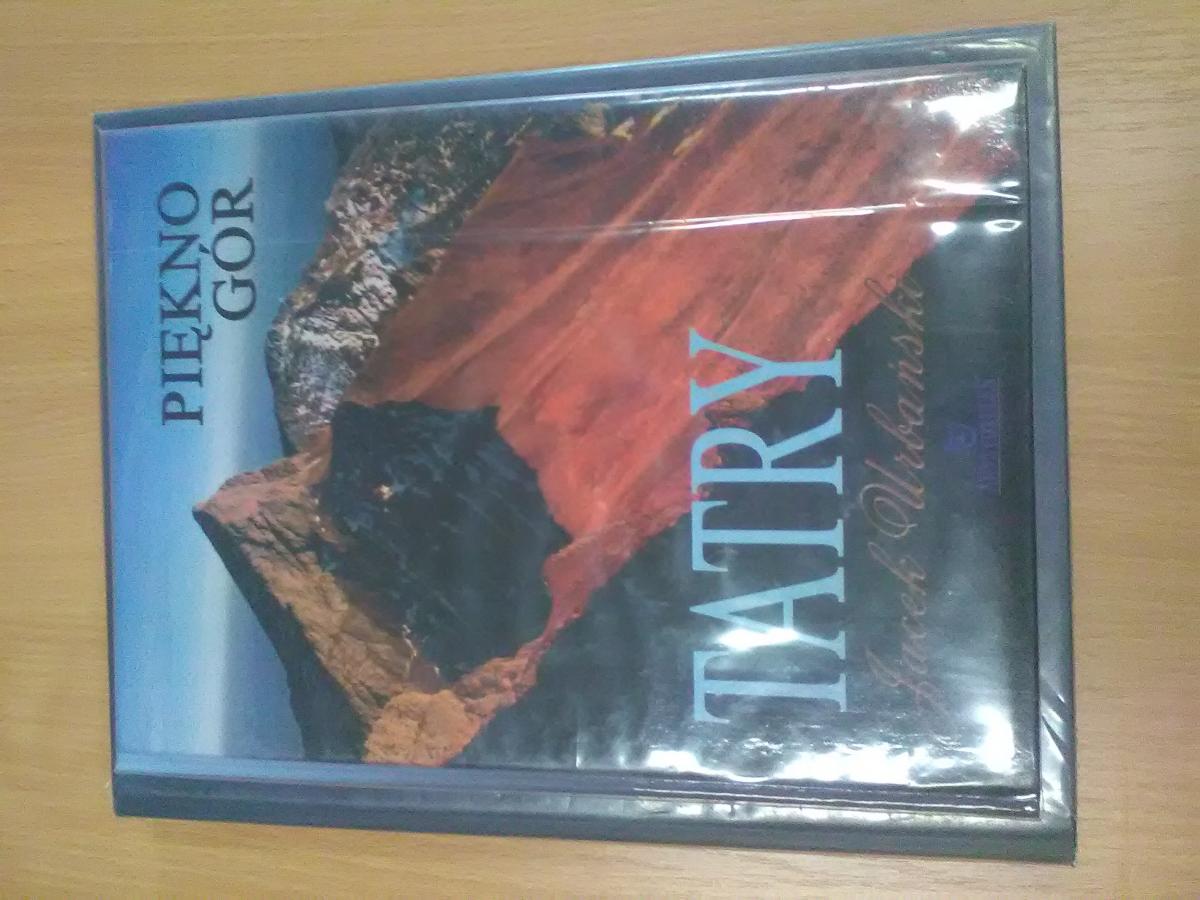 PIĘKNO
GÓR
TATRY
Jacek Urbański